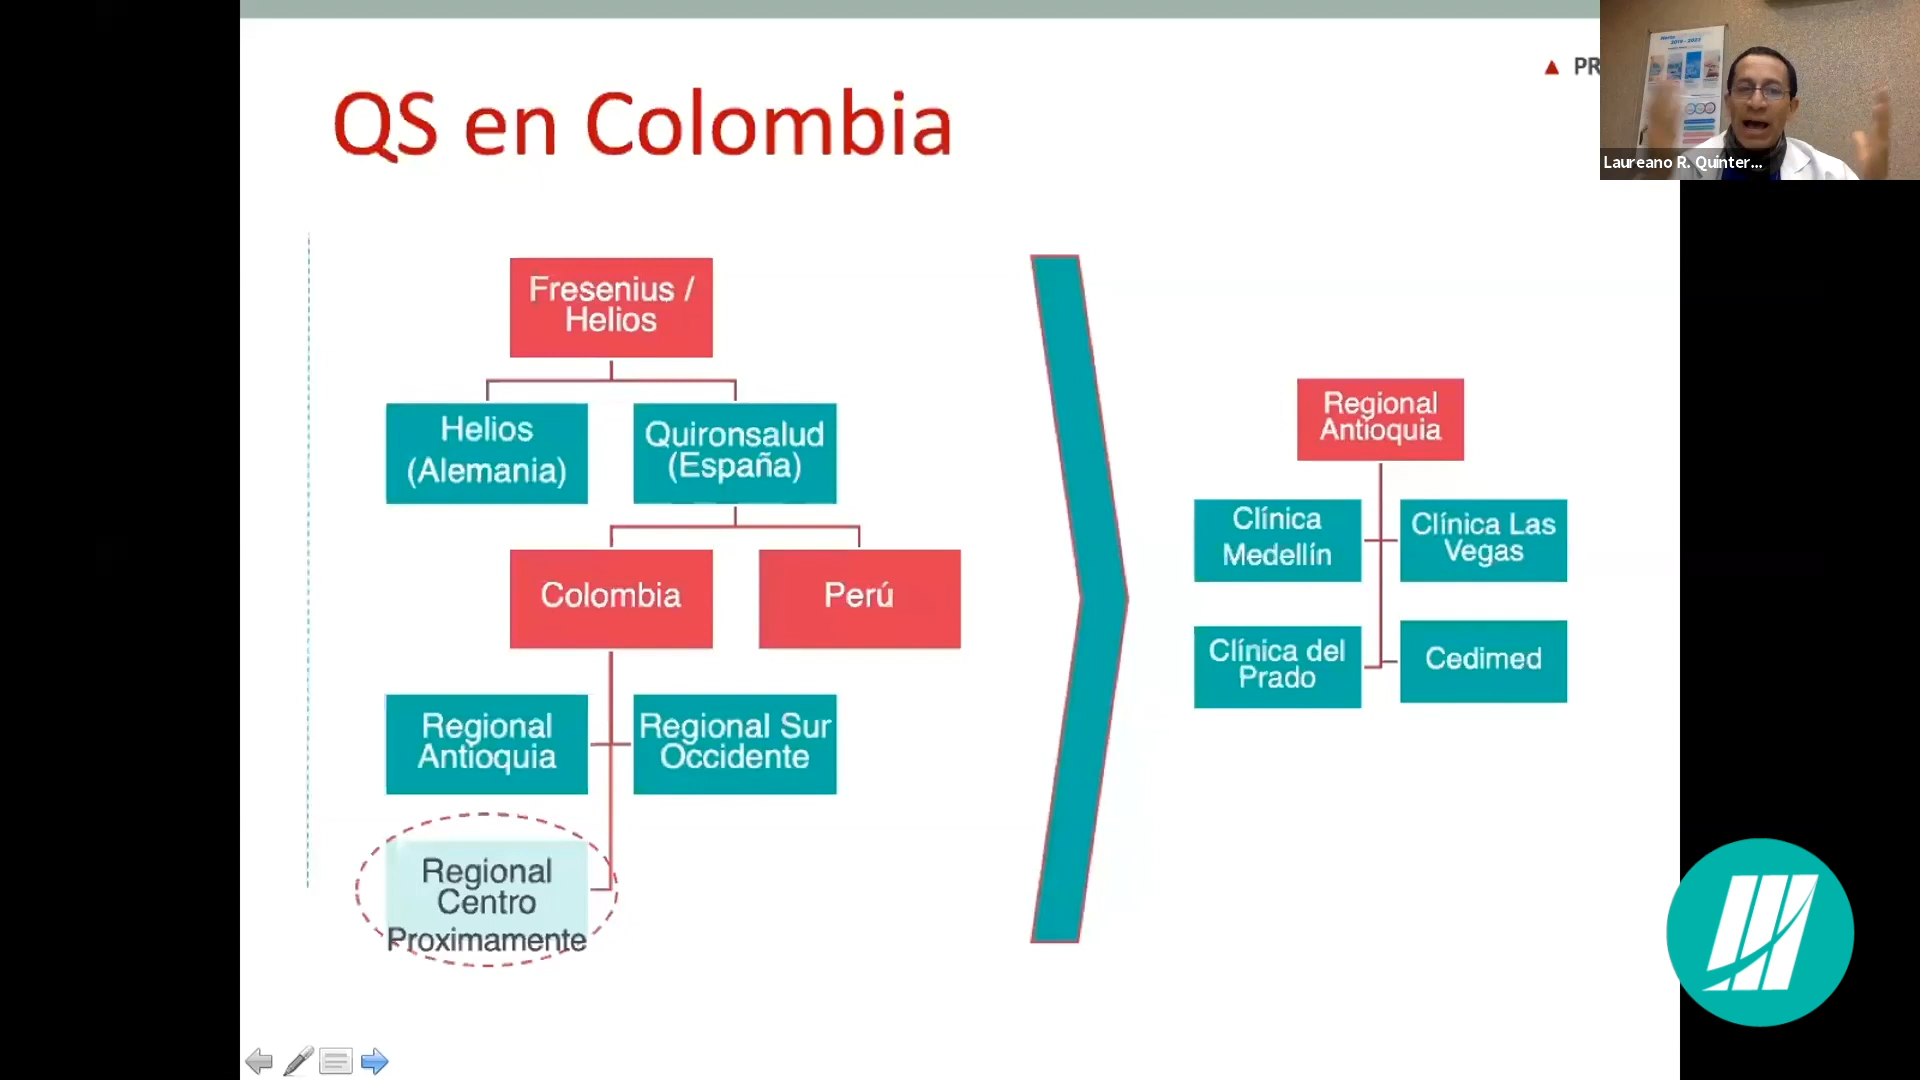 QS en Colombia
▲ PR
Laureano R. Quinter...
Fresenius /
Helios
Helios
(Alemania)
Quironsalud
(España)
Colombia
Perú
Regional
Antioquia
Regional Sur
Occidente
Regional
Centro
Proximamente
Regional
Antioquia
Clínica
Medellín
Clínica Las
Vegas
Clínica del
Prado
Cedimed